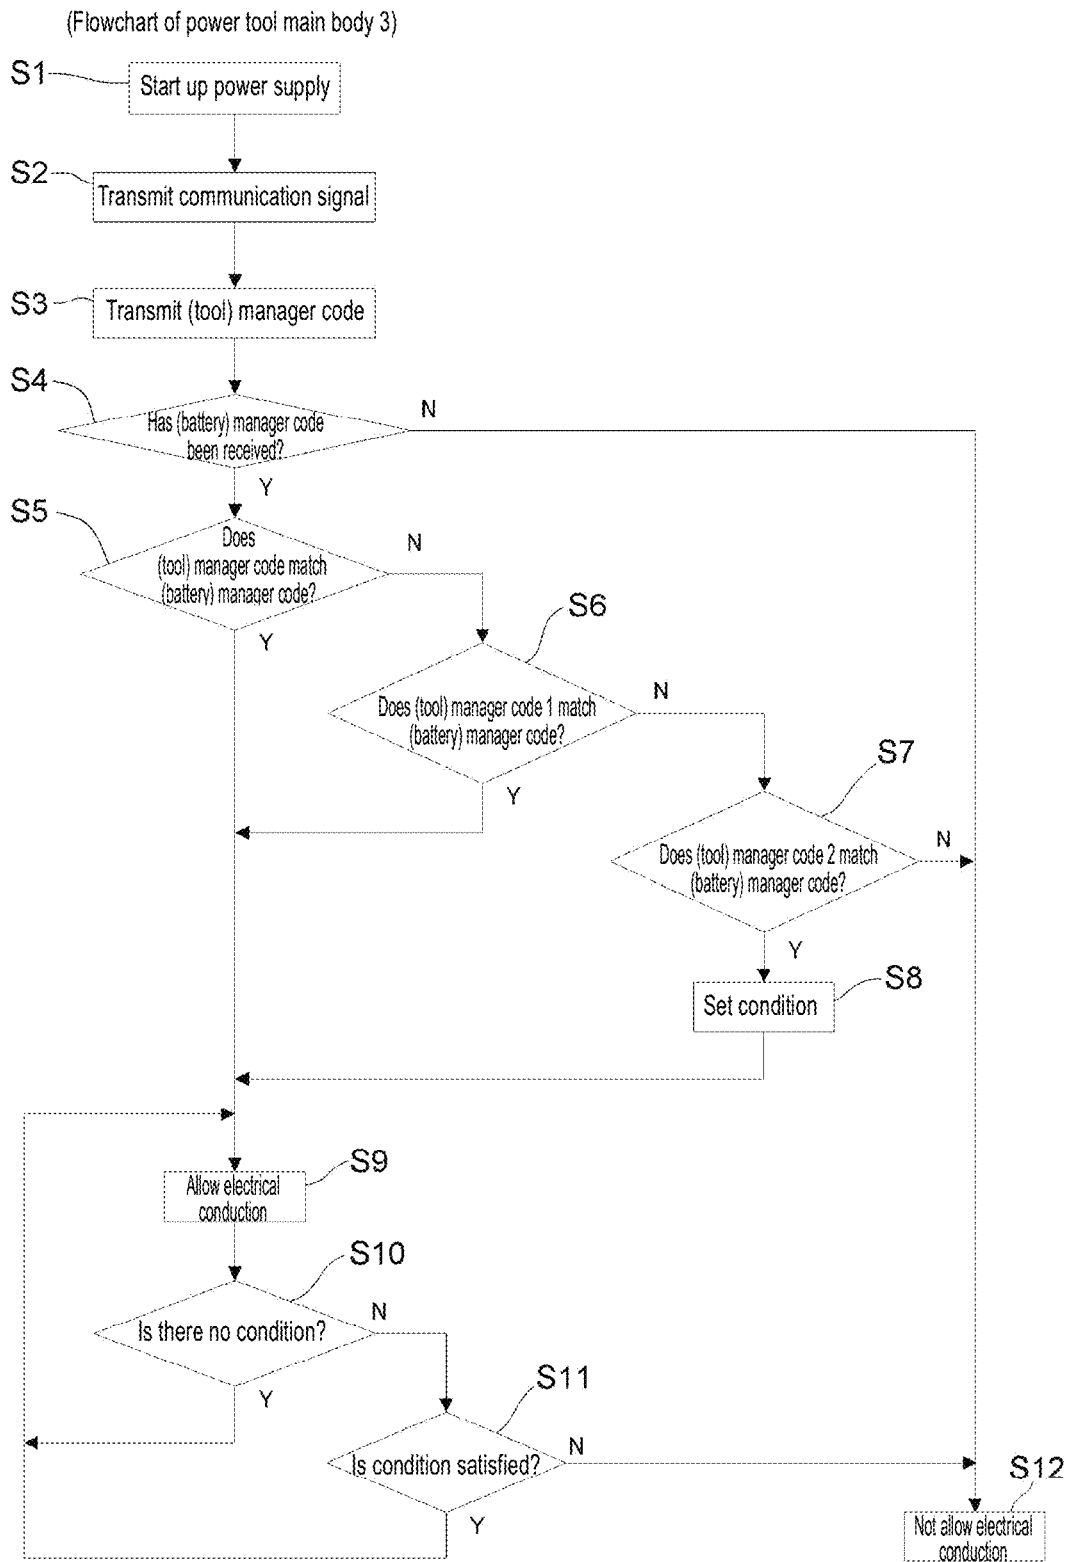 (Flowchart of power tool main body 3)
S1
Start up power supply
S2
Transmit communication signal
S3
Transmit (tool) manager code
S4
Has (battery) manager code
been received?
N
Y
S5
Does
(tool) manager code match
(battery) manager code?
N
Y
S6
Does (tool) manager code 1 match
(battery) manager code?
N
Y
S7
Does (tool) manager code 2 match
(battery) manager code?
N
Y
S8
Set condition
S9
Allow electrical
conduction
S10
Is there no condition?
N
Y
S11
Is condition satisfied?
N
Y
S12
Not allow electrical
conduction